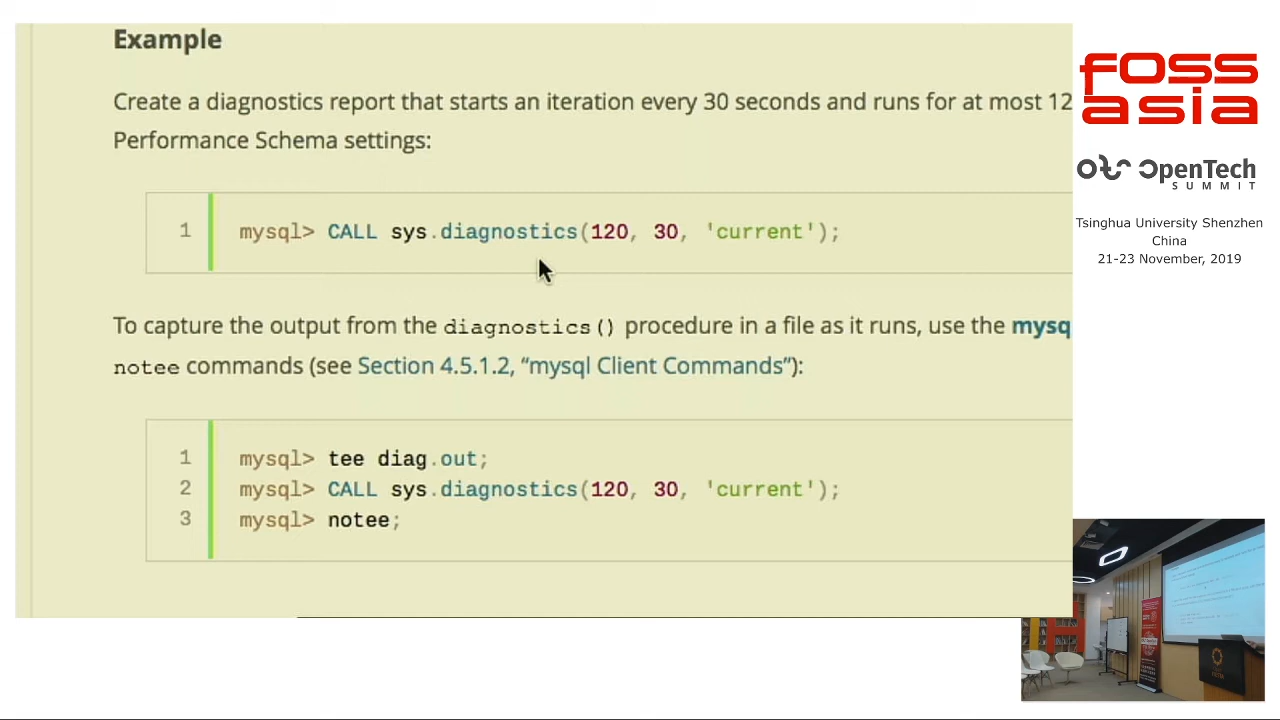 Example
Create a diagnostics report that starts an iteration every 30 seconds and runs for at most 12
Performance Schema settings:
1 mysql> CALL sys.diagnostics(120, 30, 'current');
To capture the output from the diagnostics() procedure in a file as it runs, use the mysq
notee commands (see Section 4.5.1.2, “mysql Client Commands”):
1 mysql> tee diag.out;
2 mysql> CALL sys.diagnostics(120, 30, 'current');
3 mysql> notee;
FOSS
asia
OpenTech
SUMMIT
Tsinghua University Shenzhen
China
21-23 November, 2019